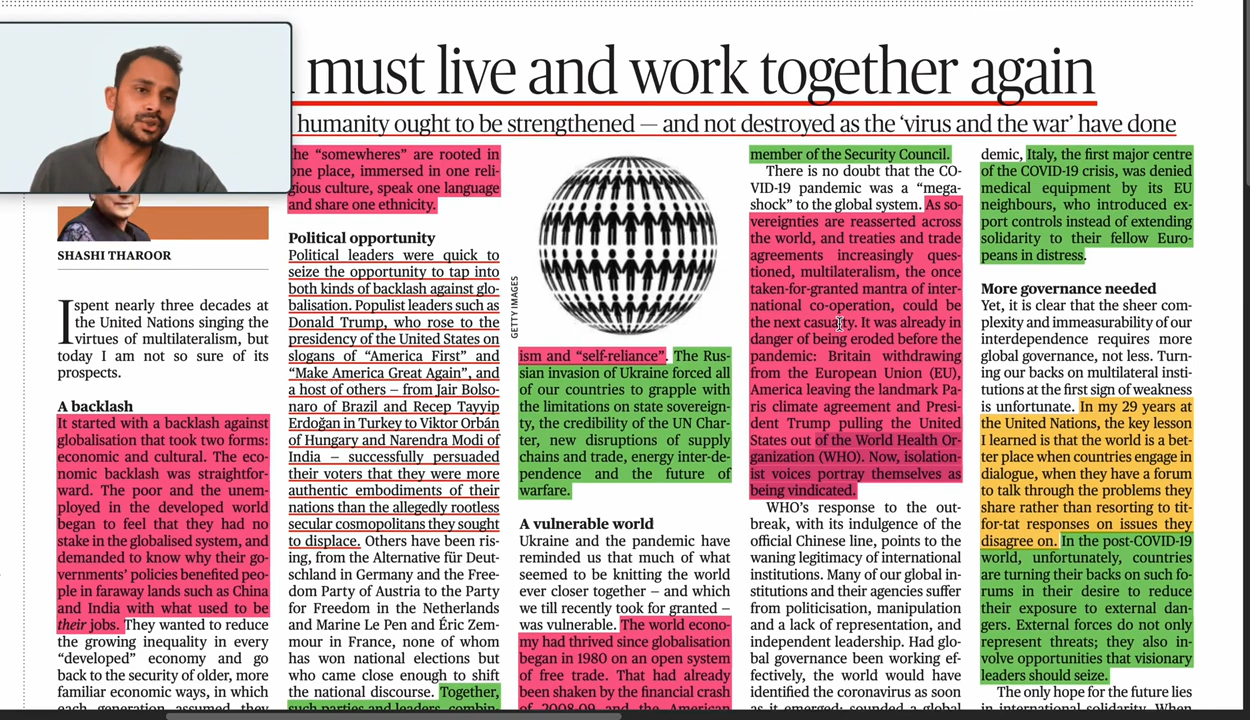 must live and work together again
humanity ought to be strengthened — and not destroyed as the ‘virus and the war’ have done
SHASHI THAROOR
I spent nearly three decades at
the United Nations singing the
virtues of multilateralism, but
today I am not so sure of its
prospects.
A backlash
It started with a backlash against
globalisation that took two forms:
economic and cultural. The eco-
nomic backlash was straightfor-
ward. The poor and the unem-
ployed in the developed world
began to feel that they had no
stake in the globalised system, and
demanded to know why their go-
vernments’ policies benefited peo-
ple in faraway lands such as China
and India with what used to be
their jobs. They wanted to reduce
the growing inequality in every
“developed” economy and go
back to the security of older, more
familiar economic ways, in which
each generation assumed they
the “somewheres” are rooted in
one place, immersed in one reli-
gious culture, speak one language
and share one ethnicity.
Political opportunity
Political leaders were quick to
seize the opportunity to tap into
both kinds of backlash against glo-
balisation. Populist leaders such as
Donald Trump, who rose to the
presidency of the United States on
slogans of “America First” and
“Make America Great Again”, and
a host of others — from Jair Bolso-
naro of Brazil and Recep Tayyip
Erdoğan in Turkey to Viktor Orbán
of Hungary and Narendra Modi of
India — successfully persuaded
their voters that they were more
authentic embodiments of their
nations than the allegedly rootless
secular cosmopolitans they sought
to displace. Others have been ris-
ing, from the Alternative für Deut-
schland in Germany and the Free-
dom Party of Austria to the Party
for Freedom in the Netherlands
and Marine Le Pen and Éric Zem-
mour in France, none of whom
has won national elections but
who came close enough to shift
the national discourse. Together,
such parties and leaders, combin-
GETTY IMAGES
ism and “self-reliance”. The Rus-
sian invasion of Ukraine forced all
of our countries to grapple with
the limitations on state sovereign-
ty, the credibility of the UN Char-
ter, new disruptions of supply
chains and trade, energy inter-de-
pendence and the future of
warfare.
A vulnerable world
Ukraine and the pandemic have
reminded us that much of what
seemed to be knitting the world
ever closer together – and which
we till recently took for granted –
was vulnerable. The world econo-
my had thrived since globalisation
began in 1980 on an open system
of free trade. That had already
been shaken by the financial crash
of 2008-09 and the American
member of the Security Council.
There is no doubt that the CO-
VID-19 pandemic was a “mega-
shock” to the global system. As so-
vereignties are reasserted across
the world, and treaties and trade
agreements increasingly ques-
tioned, multilateralism, the once
taken-for-granted mantra of inter-
national co-operation, could be
the next casualty. It was already in
danger of being eroded before the
pandemic: Britain withdrawing
from the European Union (EU),
America leaving the landmark Pa-
ris climate agreement and Presi-
dent Trump pulling the United
States out of the World Health Or-
ganization (WHO). Now, isolation-
ist voices portray themselves as
being vindicated.
WHO’s response to the out-
break, with its indulgence of the
official Chinese line, points to the
waning legitimacy of international
institutions. Many of our global in-
stitutions and their agencies suffer
from politicisation, manipulation
and a lack of representation, and
independent leadership. Had glo-
bal governance been working ef-
fectively, the world would have
identified the coronavirus as soon
as it emerged; sounded a global
demic, Italy, the first major centre
of the COVID-19 crisis, was denied
medical equipment by its EU
neighbours, who introduced ex-
port controls instead of extending
solidarity to their fellow Euro-
peans in distress.
More governance needed
Yet, it is clear that the sheer com-
plexity and immeasurability of our
interdependence requires more
global governance, not less. Turn-
ing our backs on multilateral insti-
tutions at the first sign of weakness
is unfortunate. In my 29 years at
the United Nations, the key lesson
I learned is that the world is a bet-
ter place when countries engage in
dialogue, when they have a forum
to talk through the problems they
share rather than resorting to tit-
for-tat responses on issues they
disagree on. In the post-COVID-19
world, unfortunately, countries
are turning their backs on such fo-
rums in their desire to reduce
their exposure to external dan-
gers. External forces do not only
represent threats; they also in-
volve opportunities that visionary
leaders should seize.
The only hope for the future lies
in international solidarity. When